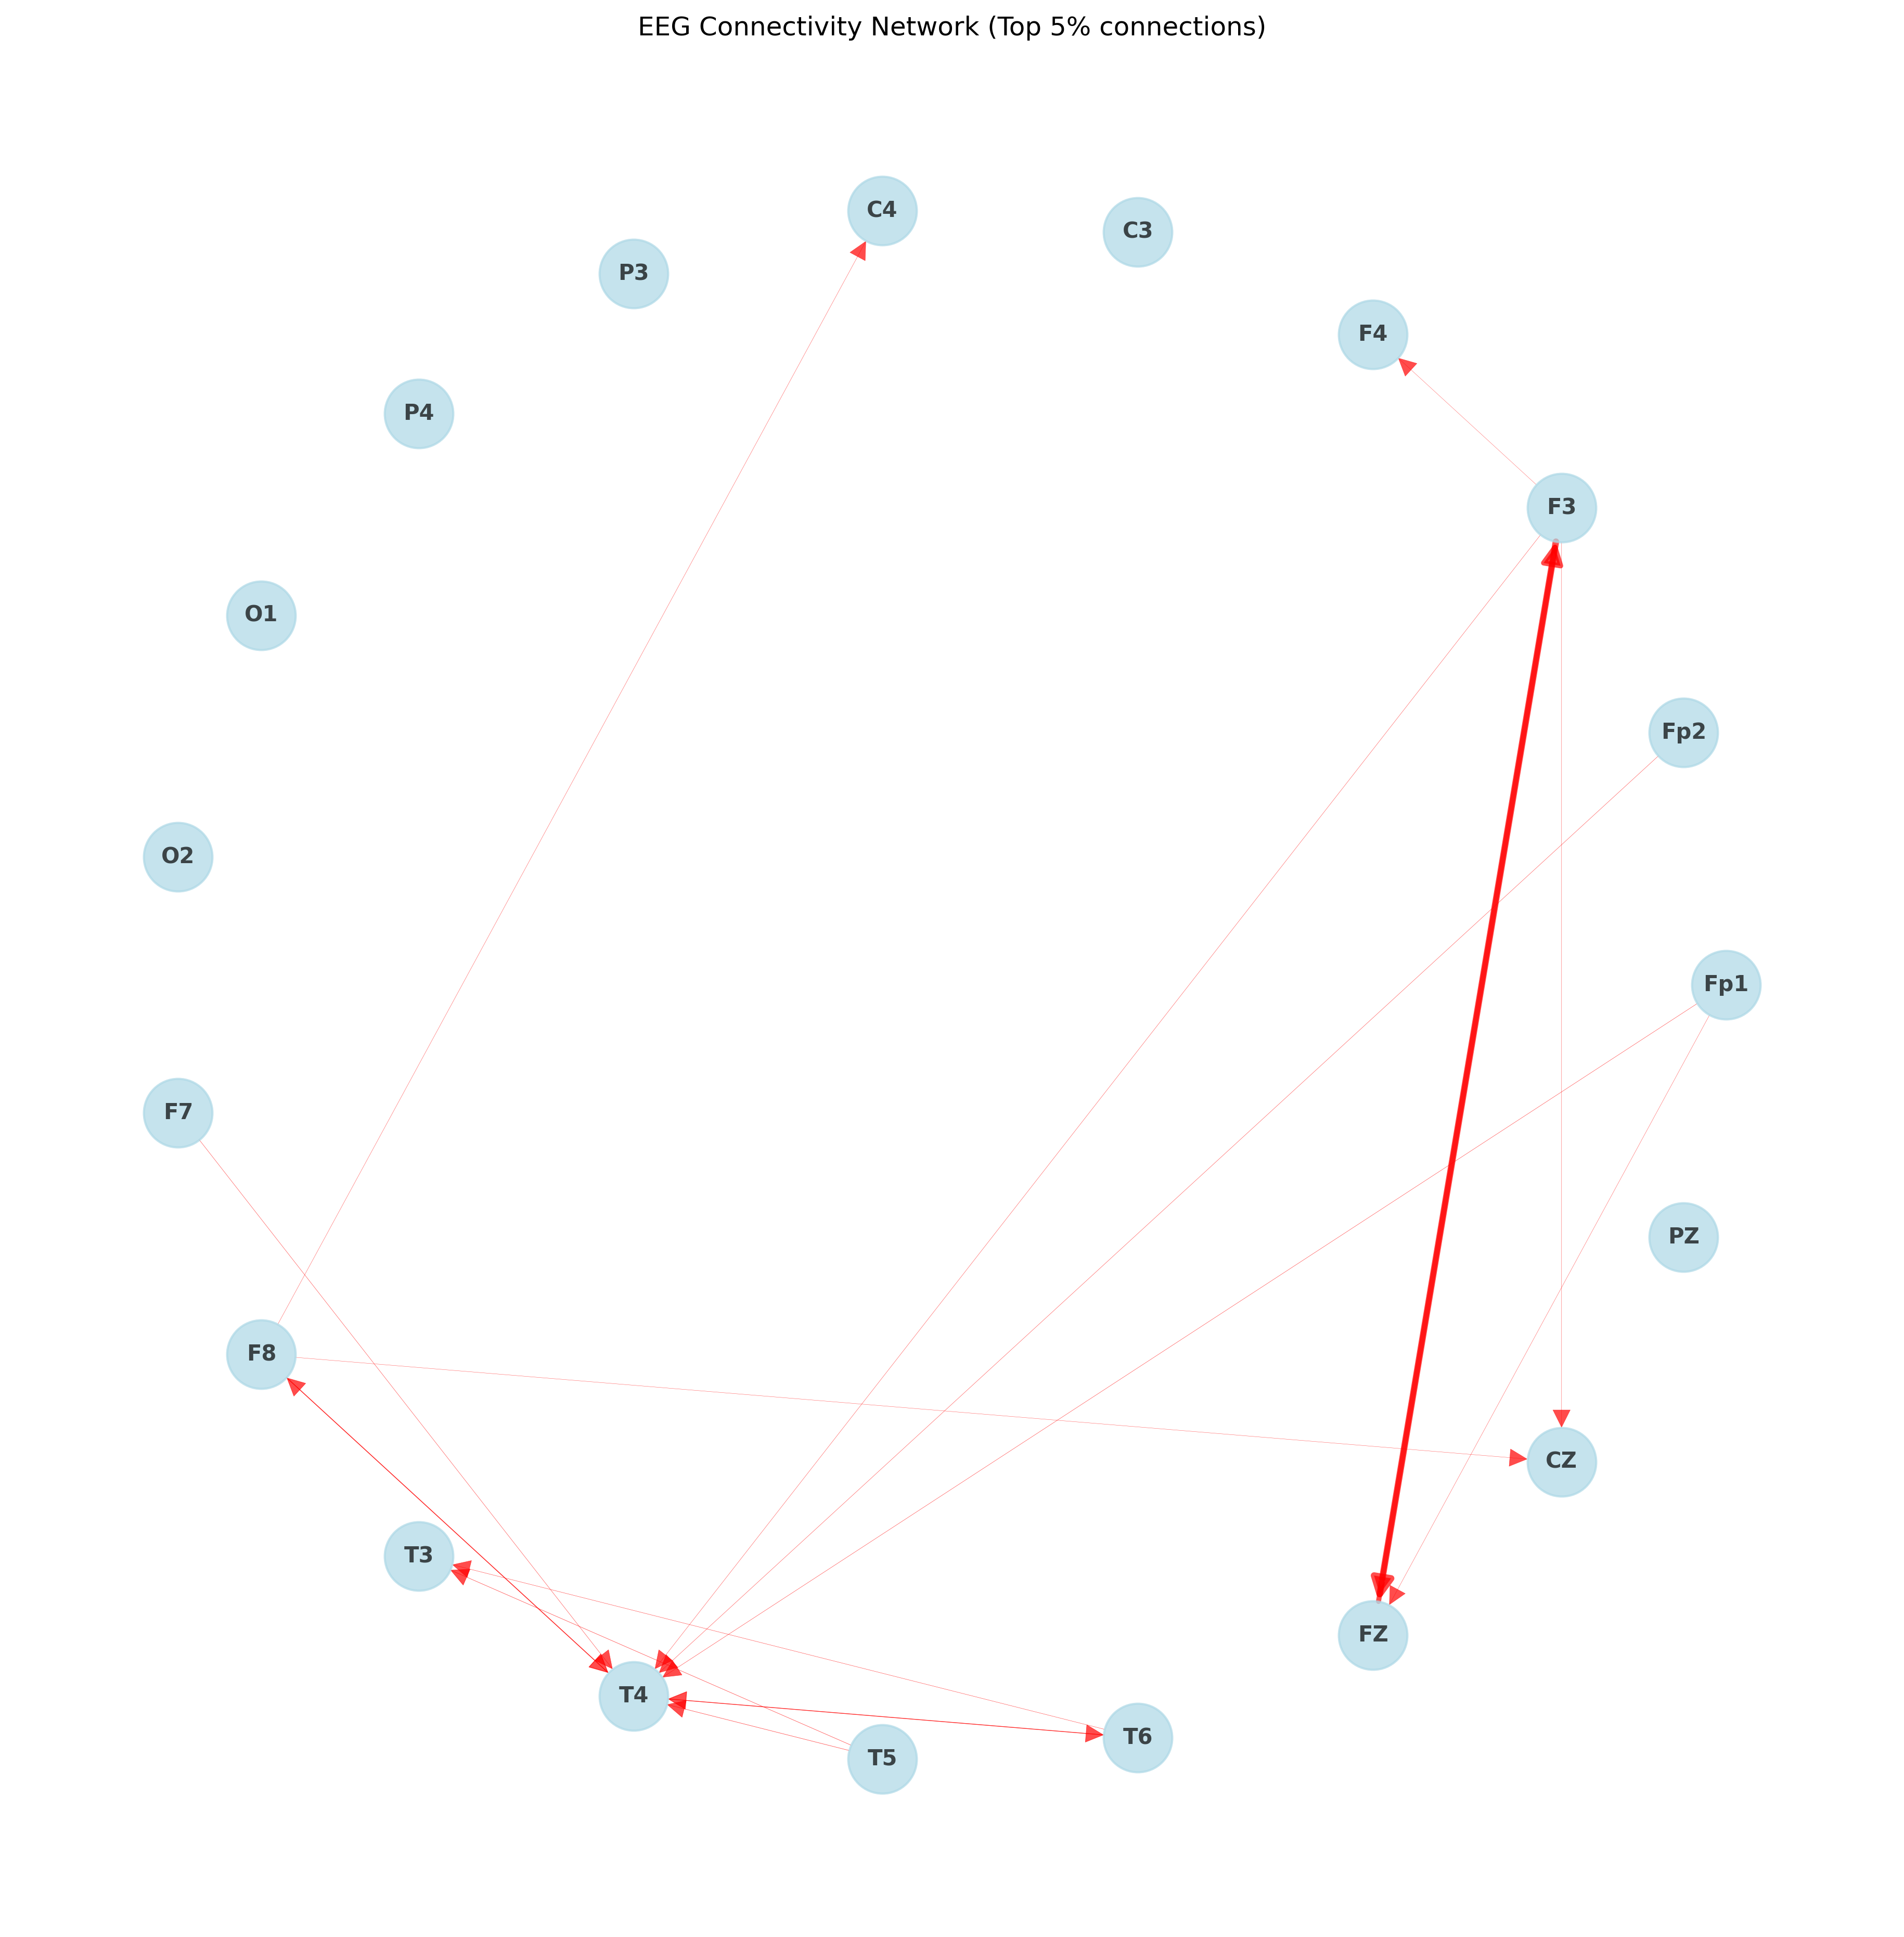 EEG Connectivity Network (Top 5% connections)
C4
C3
P3
F4
P4
F3
O1
Fp2
O2
Fp1
F7
PZ
F8
CZ
T3
FZ
T4
T6
T5